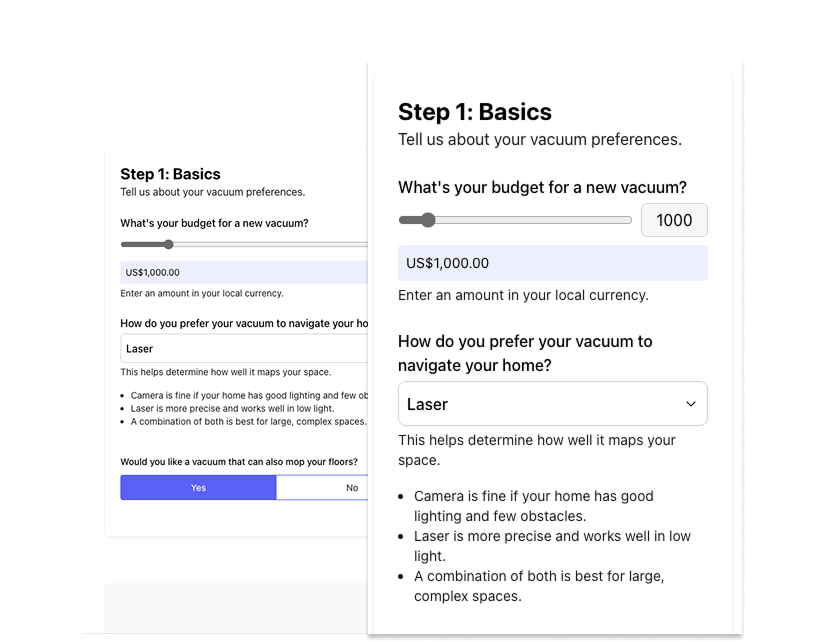 Step 1: Basics
Tell us about your vacuum preferences.
What's your budget for a new vacuum?
US$1,000.00
Enter an amount in your local currency.
How do you prefer your vacuum to navigate your ho
Laser
This helps determine how well it maps your space.
• Camera is fine if your home has good lighting and few ob
• Laser is more precise and works well in low light.
• A combination of both is best for large, complex spaces.
Would you like a vacuum that can also mop your floors?
Yes No
Step 1: Basics
Tell us about your vacuum preferences.
What's your budget for a new vacuum?
1000
US$1,000.00
Enter an amount in your local currency.
How do you prefer your vacuum to
navigate your home?
Laser
This helps determine how well it maps your
space.
• Camera is fine if your home has good
lighting and few obstacles.
• Laser is more precise and works well in low
light.
• A combination of both is best for large,
complex spaces.